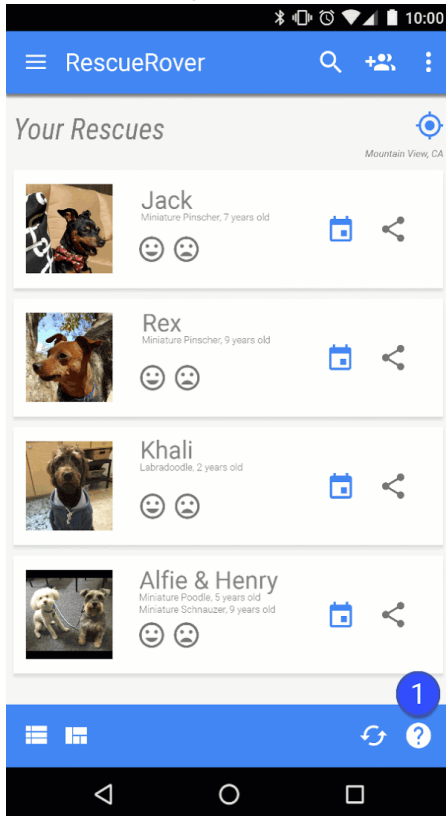 10:00
RescueRover
Your Rescues
Mountain View, CA
Jack
Miniature Pinscher, 7 years old
Rex
Miniature Pinscher, 9 years old
Khali
Labradoodle, 2 years old
Alfie & Henry
Miniature Poodle, 5 years old
Miniature Schnauzer, 9 years old
1
?